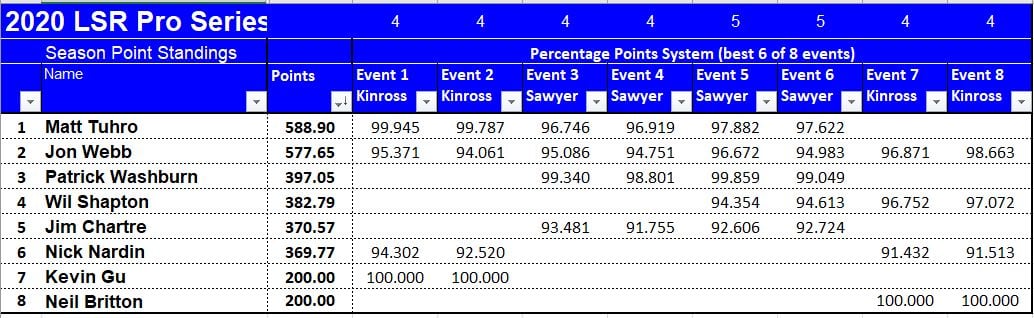 2020 LSR Pro Series 4 4 4 4 5 5 4 4
Season Point Standings Percentage Points System (best 6 of 8 events)
Name Points Event 1 Event 2 Event 3 Event 4 Event 5 Event 6 Event 7 Event 8
Kinross Kinross Sawyer Sawyer Sawyer Sawyer Kinross Kinross
1 Matt Tuhro 588.90 99.945 99.787 96.746 96.919 97.882 97.622
2 Jon Webb 577.65 95.371 94.061 95.086 94.751 96.672 94.983 96.871 98.663
3 Patrick Washburn 397.05 99.340 98.801 99.859 99.049
4 Wil Shapton 382.79 94.354 94.613 96.752 97.072
5 Jim Chartre 370.57 93.481 91.755 92.606 92.724
6 Nick Nardin 369.77 94.302 92.520 91.432 91.513
7 Kevin Gu 200.00 100.000 100.000
8 Neil Britton 200.00 100.000 100.000